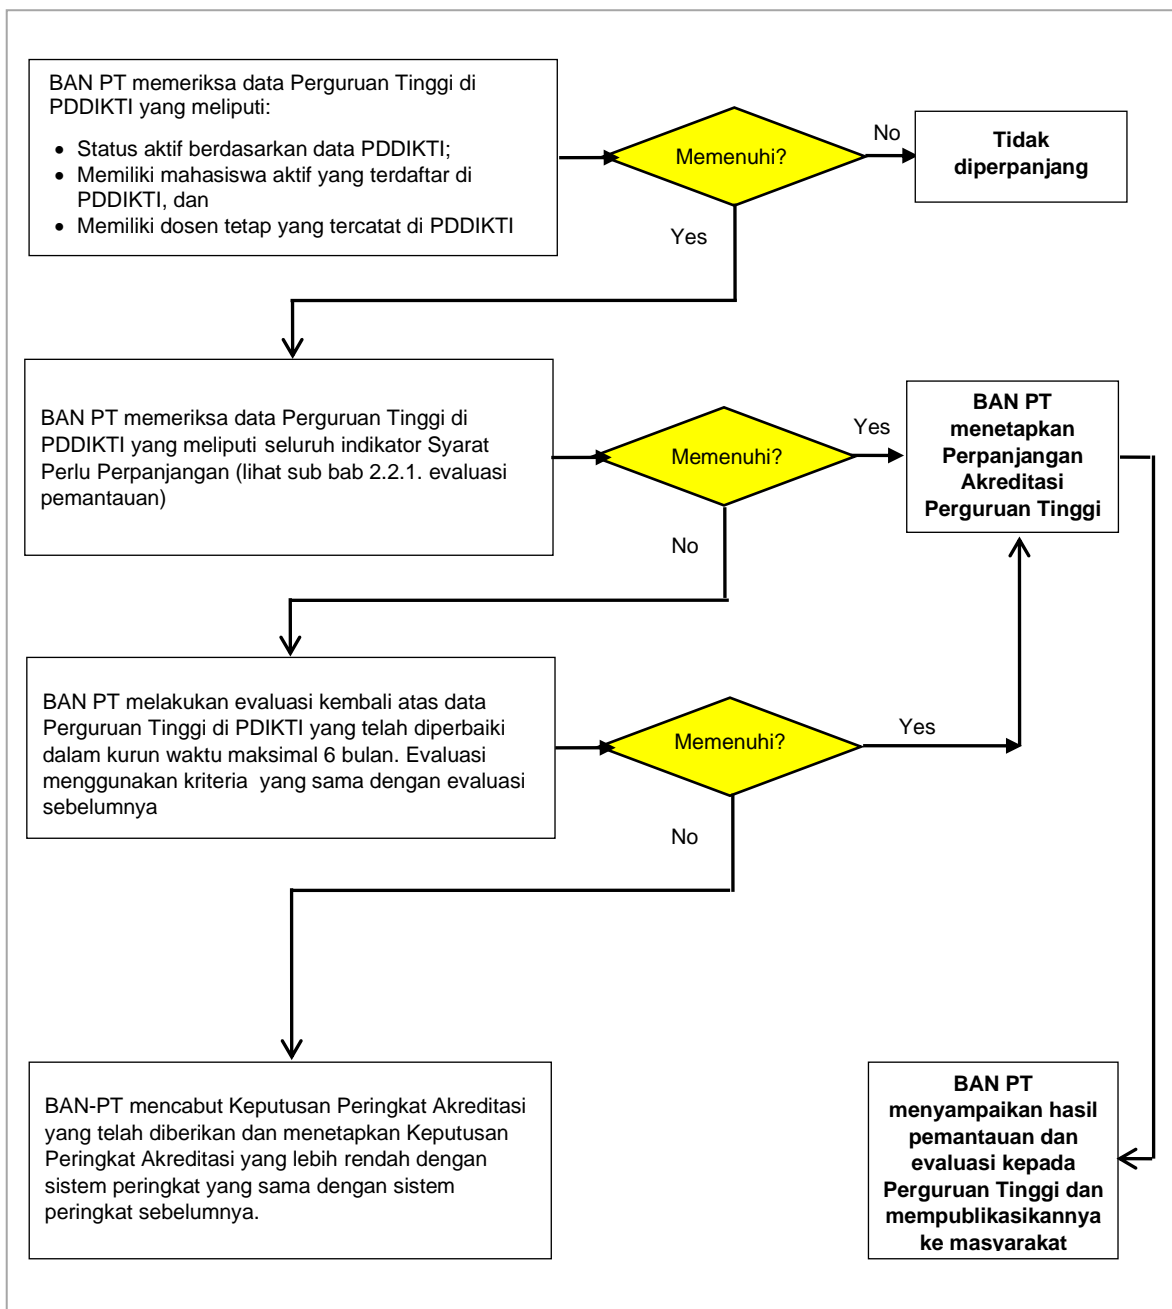 BAN PT memeriksa data Perguruan Tinggi di
PDDIKTI yang meliputi:
• Status aktif berdasarkan data PDDIKTI;
• Memiliki mahasiswa aktif yang terdaftar di
PDDIKTI, dan
• Memiliki dosen tetap yang tercatat di PDDIKTI
Memenuhi?
No
Tidak
diperpanjang
Yes
BAN PT memeriksa data Perguruan Tinggi di
PDDIKTI yang meliputi seluruh indikator Syarat
Perlu Perpanjangan (lihat sub bab 2.2.1. evaluasi
pemantauan)
Memenuhi?
Yes
BAN PT
menetapkan
Perpanjangan
Akreditasi
Perguruan Tinggi
No
BAN PT melakukan evaluasi kembali atas data
Perguruan Tinggi di PDIKTI yang telah diperbaiki
dalam kurun waktu maksimal 6 bulan. Evaluasi
menggunakan kriteria  yang sama dengan evaluasi
sebelumnya
Memenuhi?
Yes
No
BAN-PT mencabut Keputusan Peringkat Akreditasi
yang telah diberikan dan menetapkan Keputusan
Peringkat Akreditasi yang lebih rendah dengan
sistem peringkat yang sama dengan sistem
peringkat sebelumnya.
BAN PT
menyampaikan hasil
pemantauan dan
evaluasi kepada
Perguruan Tinggi dan
mempublikasikannya
ke masyarakat